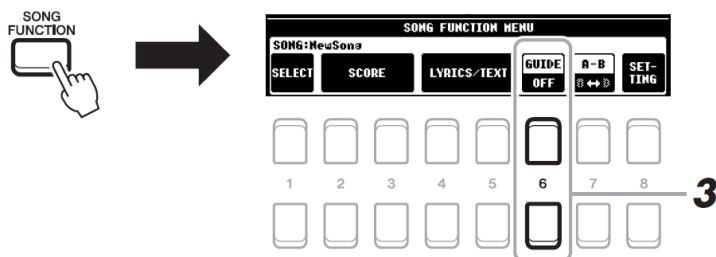 SONG
FUNCTION
SONG FUNCTION MENU
SONG:NewSong
SELECT
SCORE
LYRICS/TEXT
GUIDE
OFF
A-B
SET-
TING
1 2 3 4 5 6 7 8
3